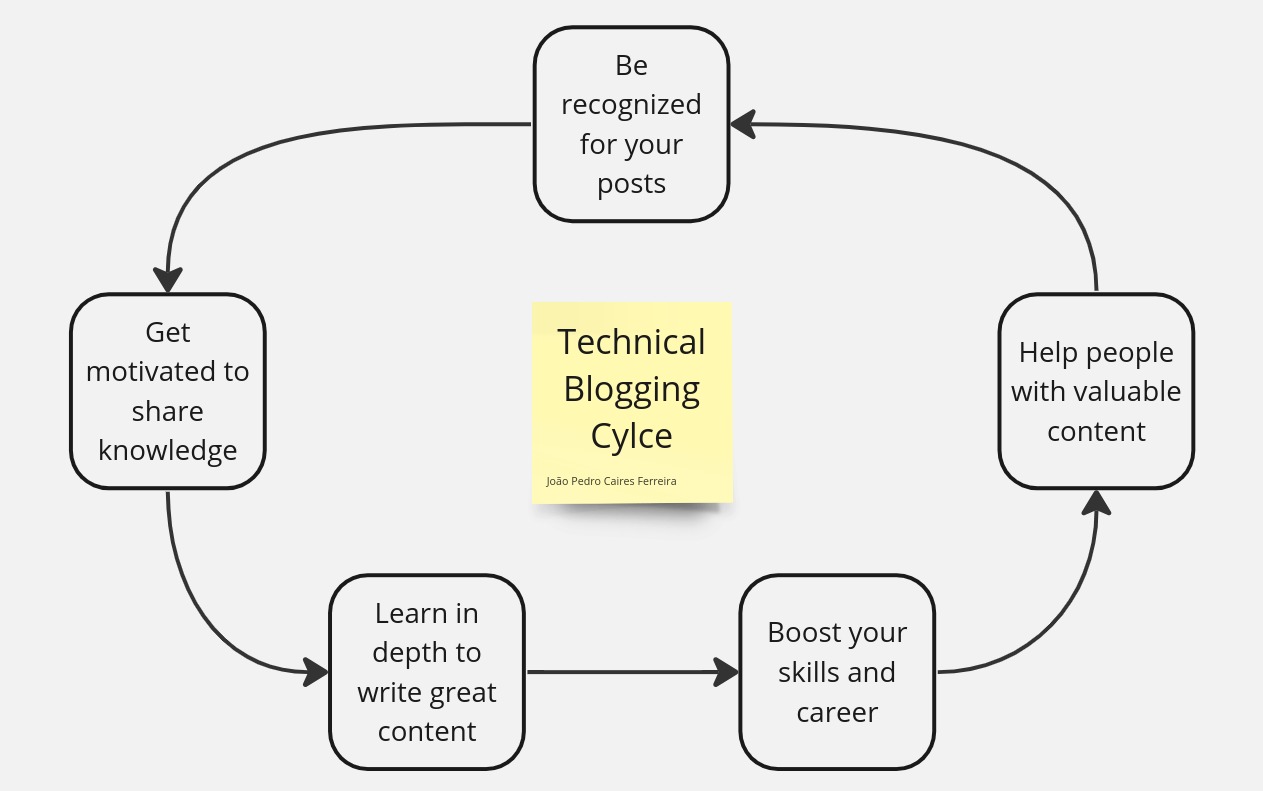 Be
recognized
for your
posts
Get
motivated to
share
knowledge
Technical
Blogging
Cylce
João Pedro Caires Ferreira
Help people
with valuable
content
Learn in
depth to
write great
content
Boost your
skills and
career